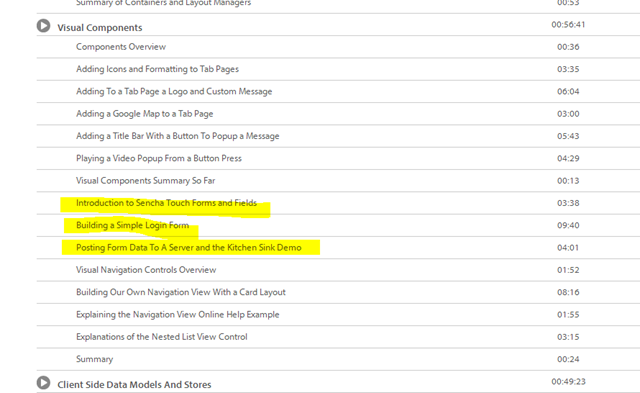 Summary of Containers and Layout Managers 00:53
Visual Components 00:56:41
Components Overview 00:36
Adding Icons and Formatting to Tab Pages 03:35
Adding To a Tab Page a Logo and Custom Message 06:04
Adding a Google Map to a Tab Page 03:00
Adding a Title Bar With a Button To Popup a Message 05:43
Playing a Video Popup From a Button Press 04:29
Visual Components Summary So Far 00:13
Introduction to Sencha Touch Forms and Fields 03:38
Building a Simple Login Form 09:40
Posting Form Data To A Server and the Kitchen Sink Demo 04:01
Visual Navigation Controls Overview 01:52
Building Our Own Navigation View With a Card Layout 08:16
Explaining the Navigation View Online Help Example 01:55
Explanations of the Nested List View Control 03:15
Summary 00:24
Client Side Data Models And Stores 00:49:23